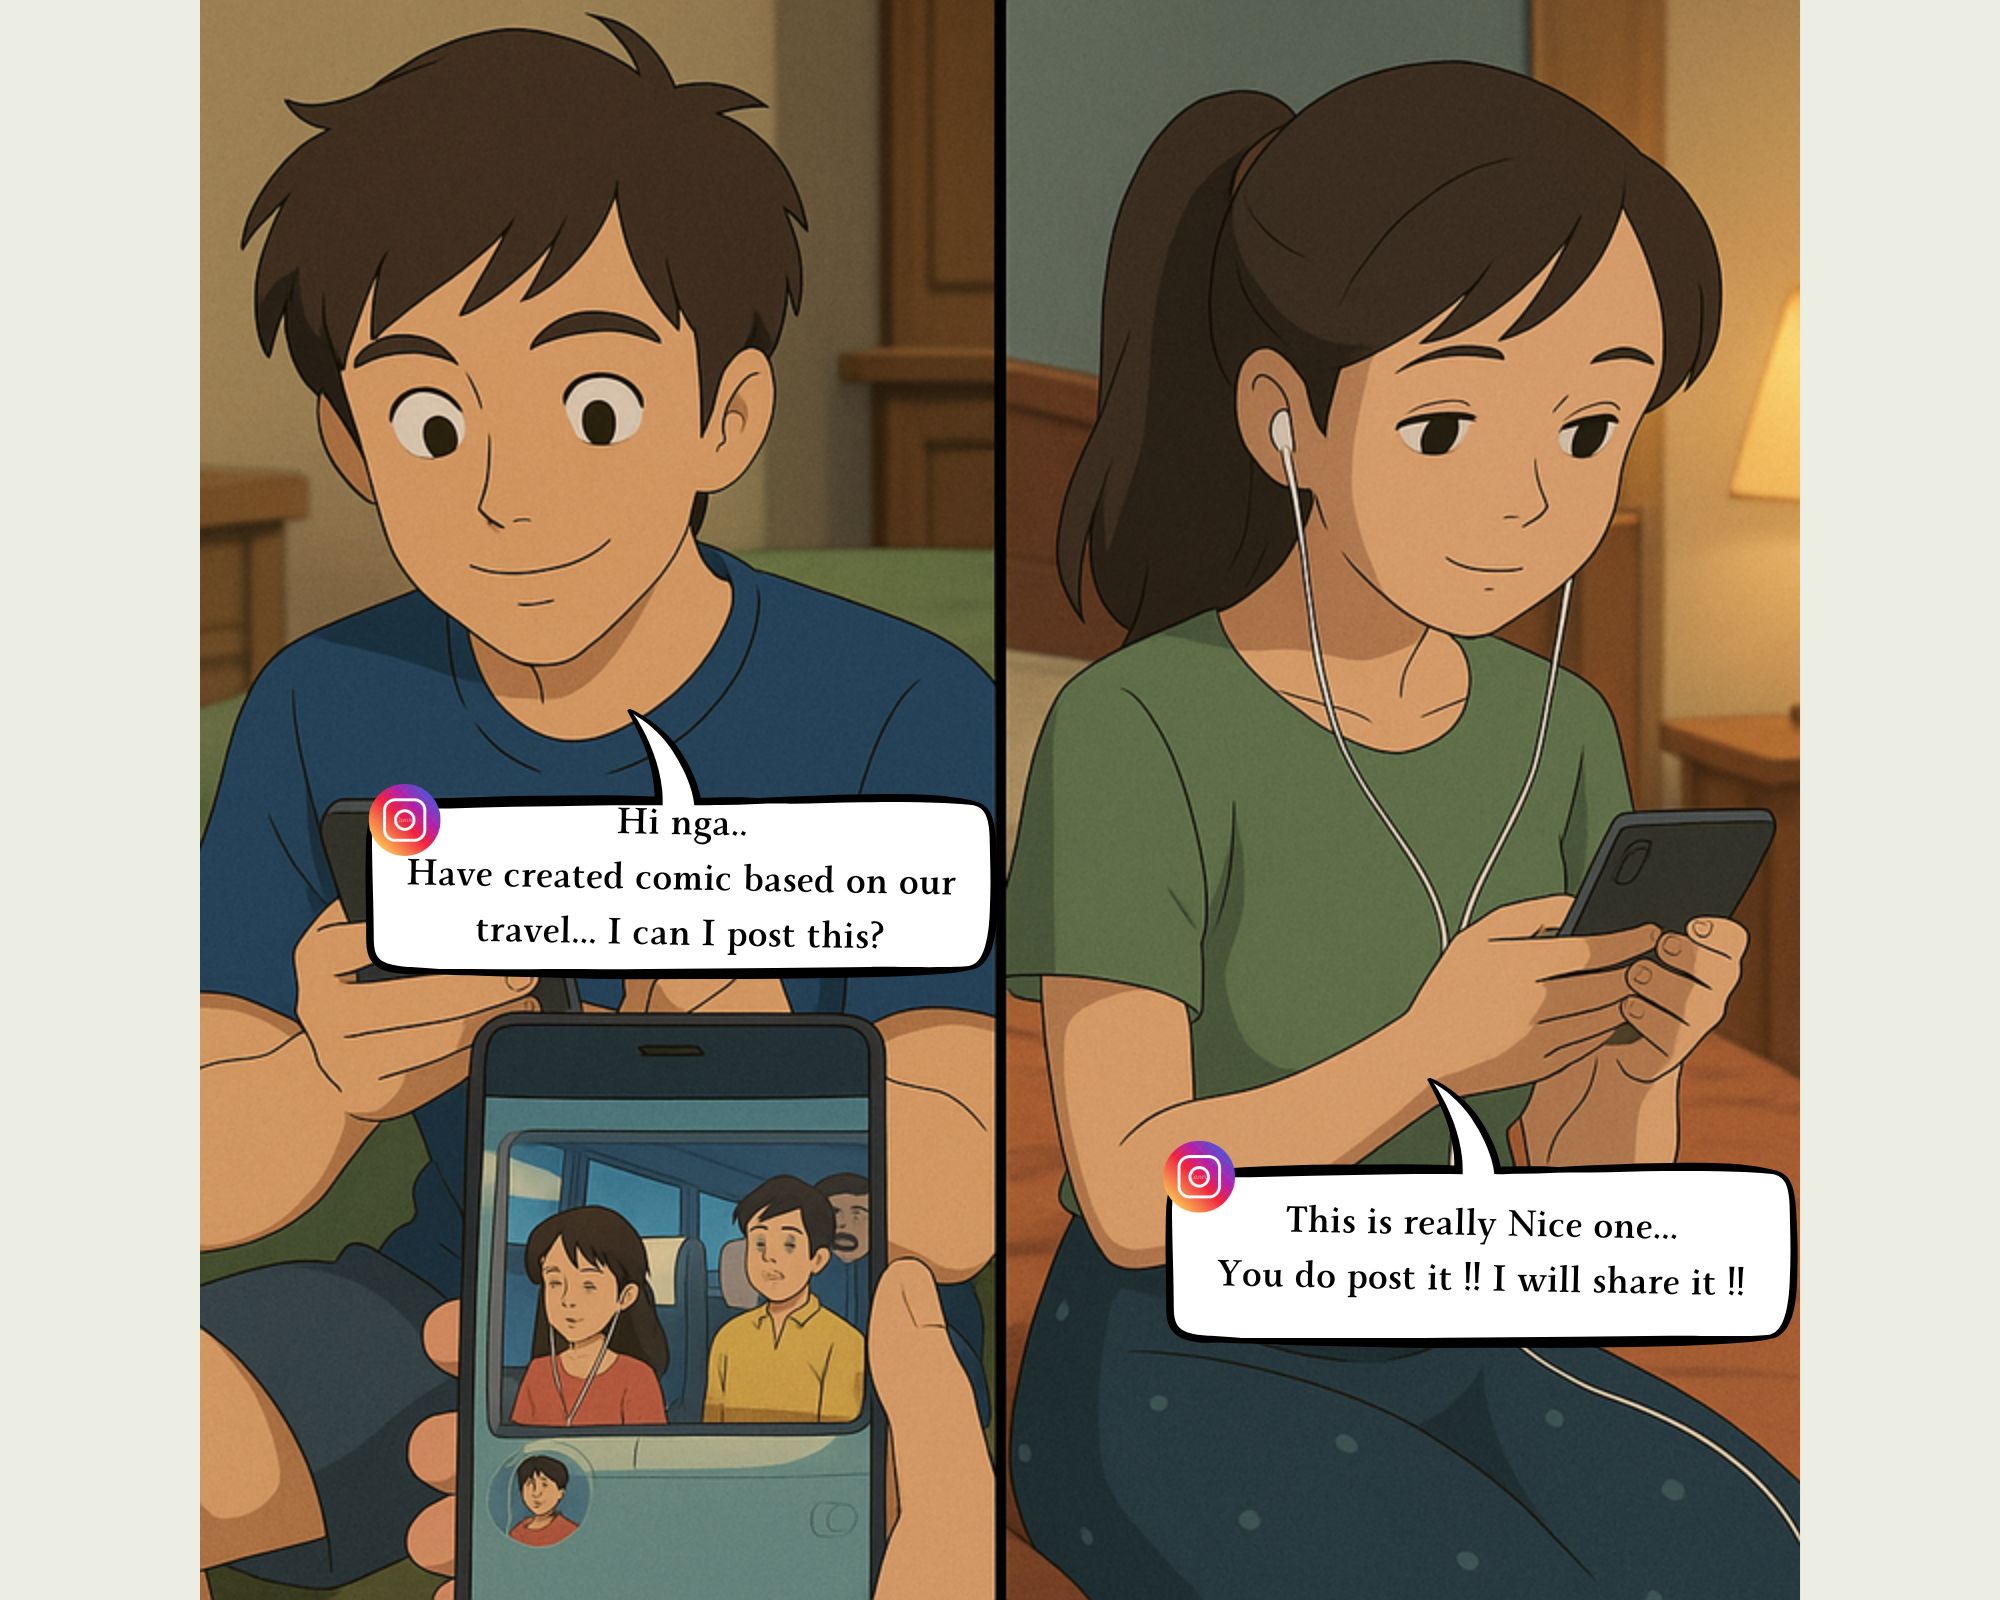 Hi nga..
Have created comic based on our
travel... I can I post this?
This is really Nice one...
You do post it !! I will share it !!